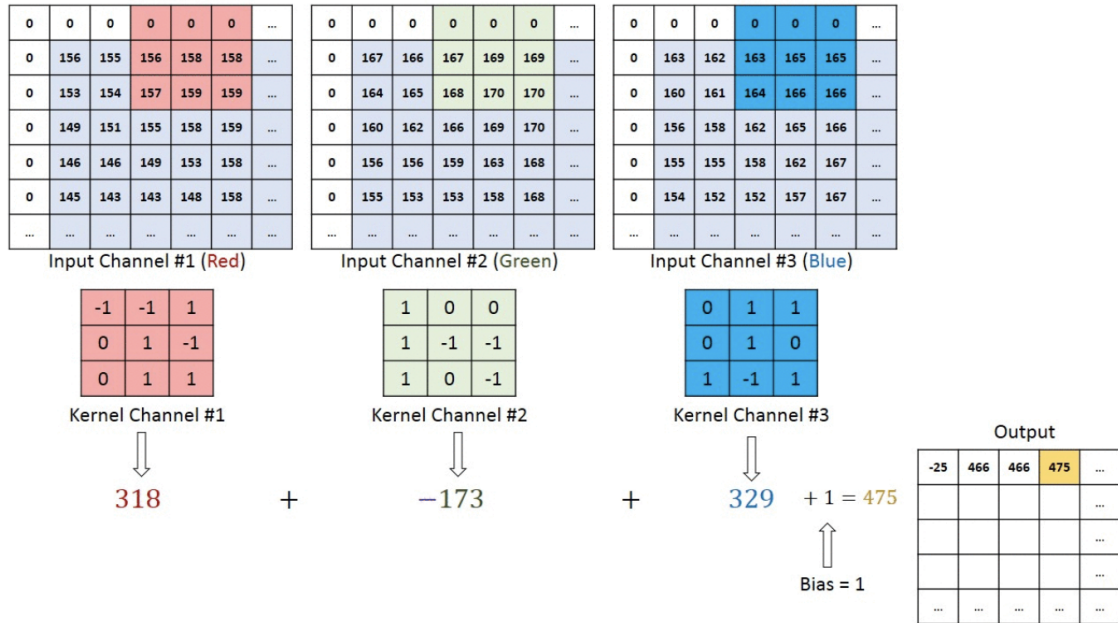 0 0 0 0 0 0 ...
0 156 155 156 158 158 ...
0 153 154 157 159 159 ...
0 149 151 155 158 159 ...
0 146 146 149 153 158 ...
0 145 143 143 148 158 ...
... ... ... ... ... ... ...
Input Channel #1 (Red)
0 0 0 0 0 0 ...
0 167 166 167 169 169 ...
0 164 165 168 170 170 ...
0 160 162 166 169 170 ...
0 156 156 159 163 168 ...
0 155 153 153 158 168 ...
... ... ... ... ... ... ...
Input Channel #2 (Green)
0 0 0 0 0 0 ...
0 163 162 163 165 165 ...
0 160 161 164 166 166 ...
0 156 158 162 165 166 ...
0 155 155 158 162 167 ...
0 154 152 152 157 167 ...
... ... ... ... ... ... ...
Input Channel #3 (Blue)
-1 -1 1
0 1 -1
0 1 1
Kernel Channel #1
1 0 0
1 -1 -1
1 0 -1
Kernel Channel #2
0 1 1
0 1 0
1 -1 1
Kernel Channel #3
318 + −173 + 329 + 1 = 475
Bias = 1
Output
-25 466 466 475 ...
...
...
...
... ... ... ... ...